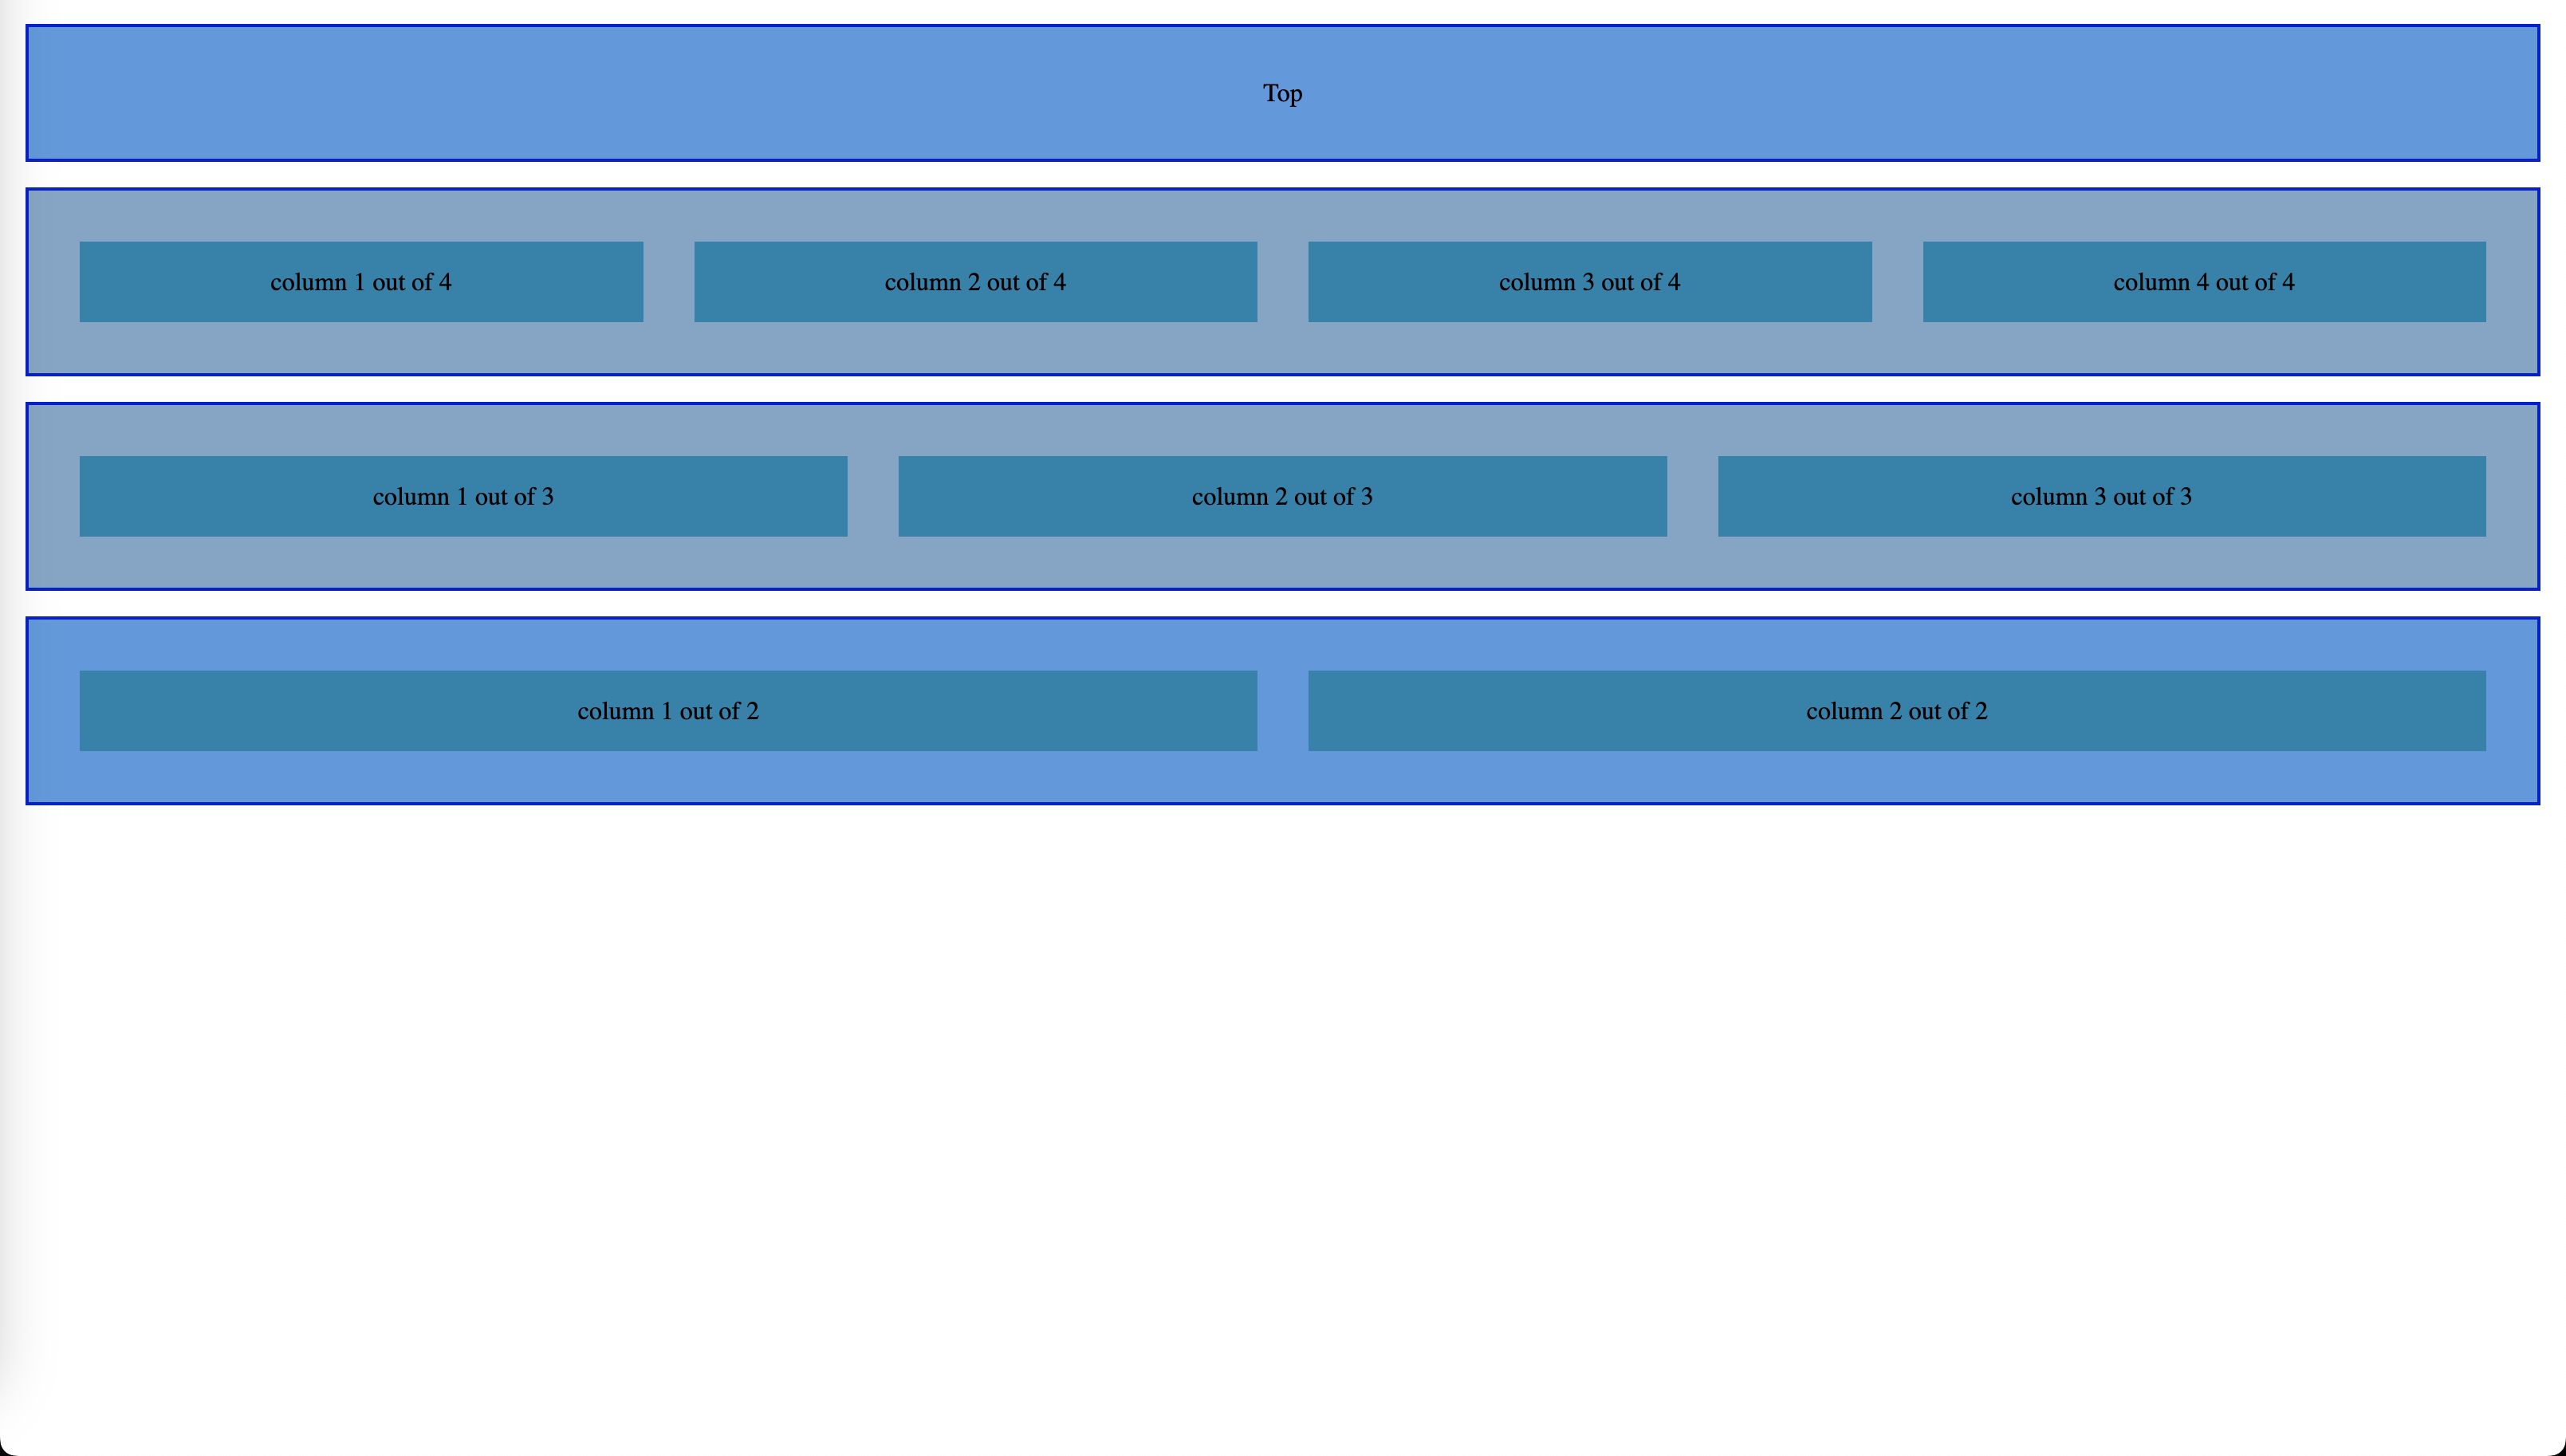 Top
column 1 out of 4
column 2 out of 4
column 3 out of 4
column 4 out of 4
column 1 out of 3
column 2 out of 3
column 3 out of 3
column 1 out of 2
column 2 out of 2